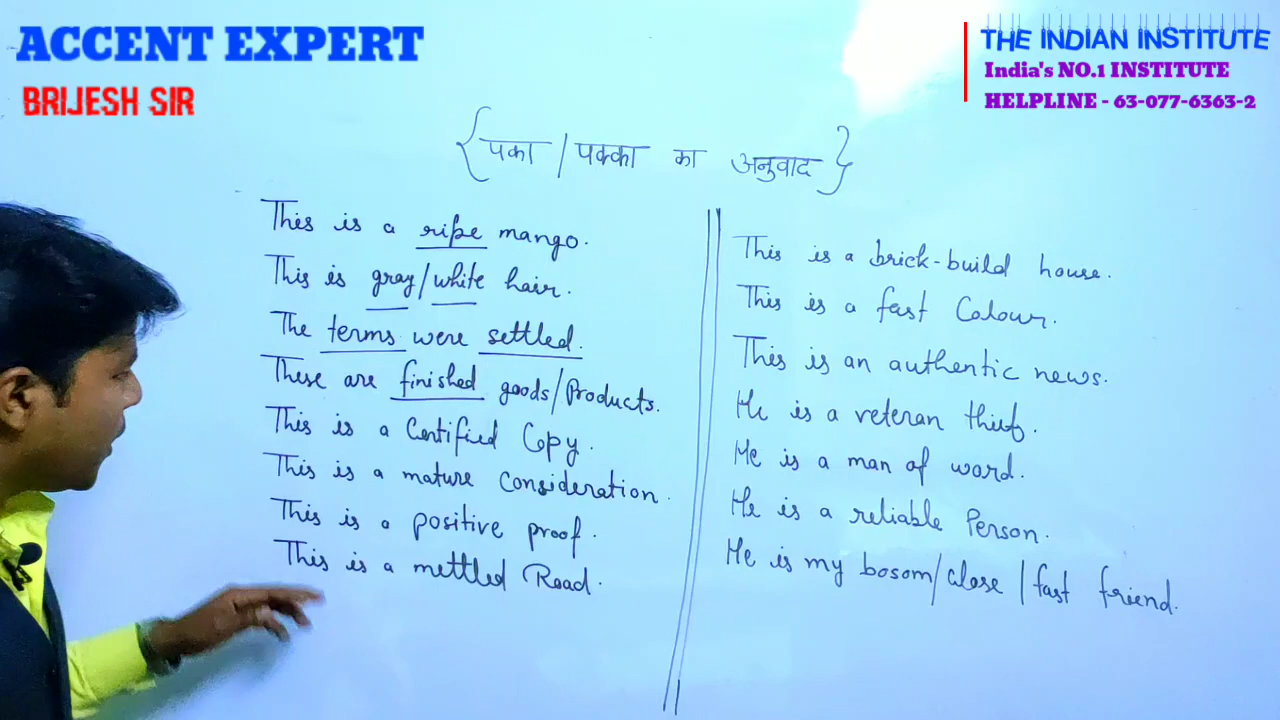 ACCENT EXPERT
BRIJESH SIR
THE INDIAN INSTITUTE
India's NO.1 INSTITUTE
HELPLINE - 63-077-6363-2
{पका / पक्का का अनुवाद}
This is a ripe mango.
This is gray/white hair.
The terms were settled.
These are finished goods/Products.
This is a Certified Copy.
This is a mature consideration.
This is a positive proof.
This is a mettled Road.
This is a brick-build house.
This is a fast Colour.
This is an authentic news.
He is a veteran thief.
He is a man of word.
He is a reliable Person.
He is my bosom/close/fast friend.